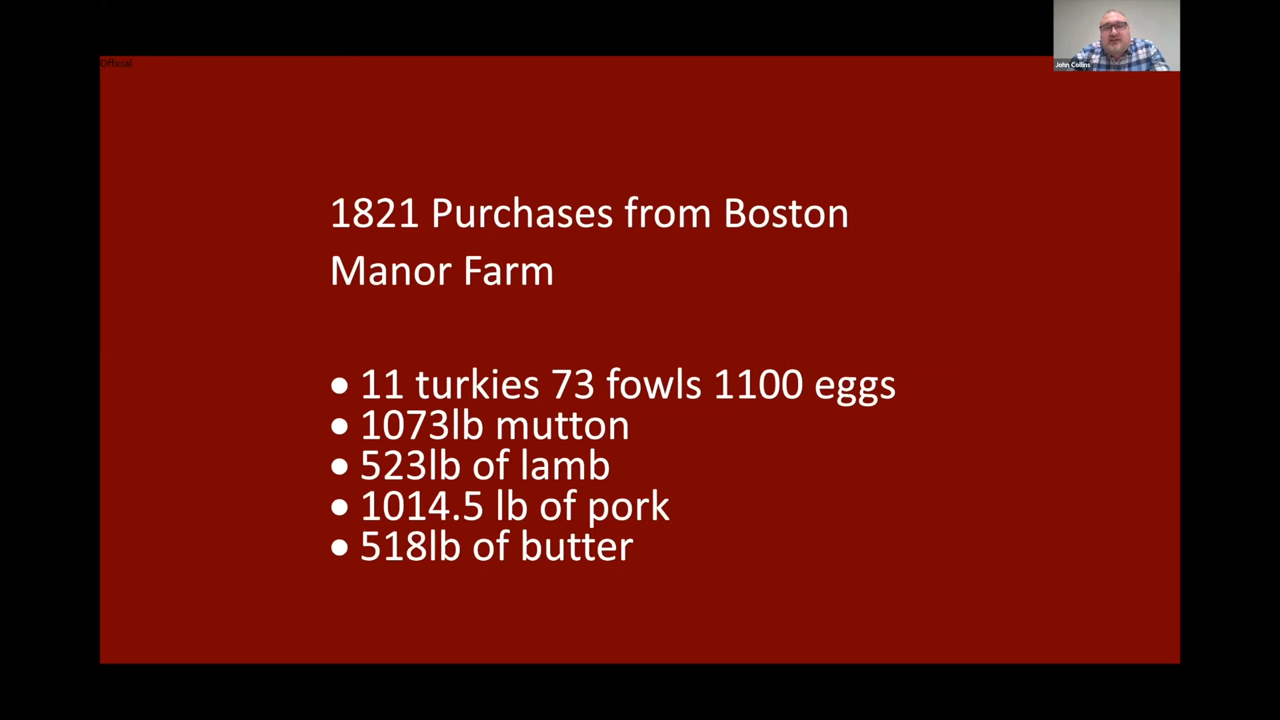 Official
John Collins
1821 Purchases from Boston
Manor Farm
• 11 turkies 73 fowls 1100 eggs
• 1073lb mutton
• 523lb of lamb
• 1014.5 lb of pork
• 518lb of butter